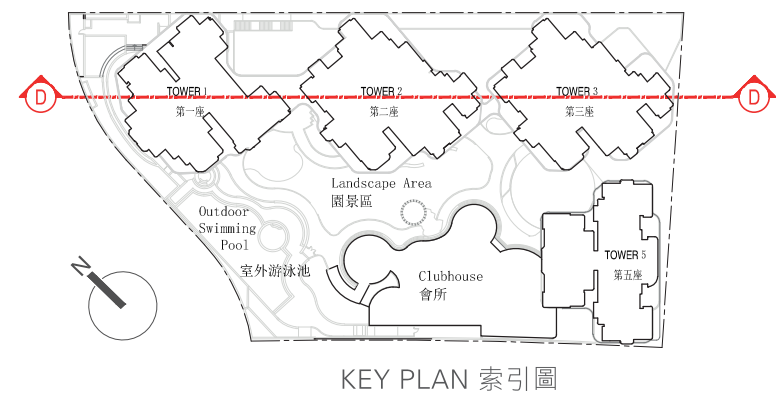 TOWER 1
第一座
TOWER 2
第二座
TOWER 3
第三座
D
D
Landscape Area
園景區
Outdoor
Swimming
Pool
室外游泳池
Clubhouse
會所
TOWER 5
第五座
N
KEY PLAN 索引圖